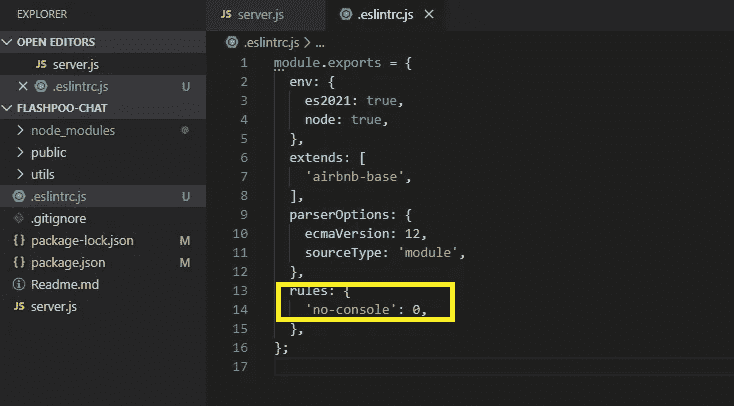 EXPLORER
OPEN EDITORS
JS server.js
.eslintrc.js U
FLASHPOO-CHAT
node_modules
public
utils
.eslintrc.js U
.gitignore
{} package-lock.json M
{} package.json M
Readme.md
JS server.js
JS server.js
.eslintrc.js
.eslintrc.js > ...
1 module.exports = {
2 env: {
3 es2021: true,
4 node: true,
5 },
6 extends: [
7 'airbnb-base',
8 ],
9 parserOptions: {
10 ecmaVersion: 12,
11 sourceType: 'module',
12 },
13 rules: {
14 'no-console': 0,
15 },
16 };
17